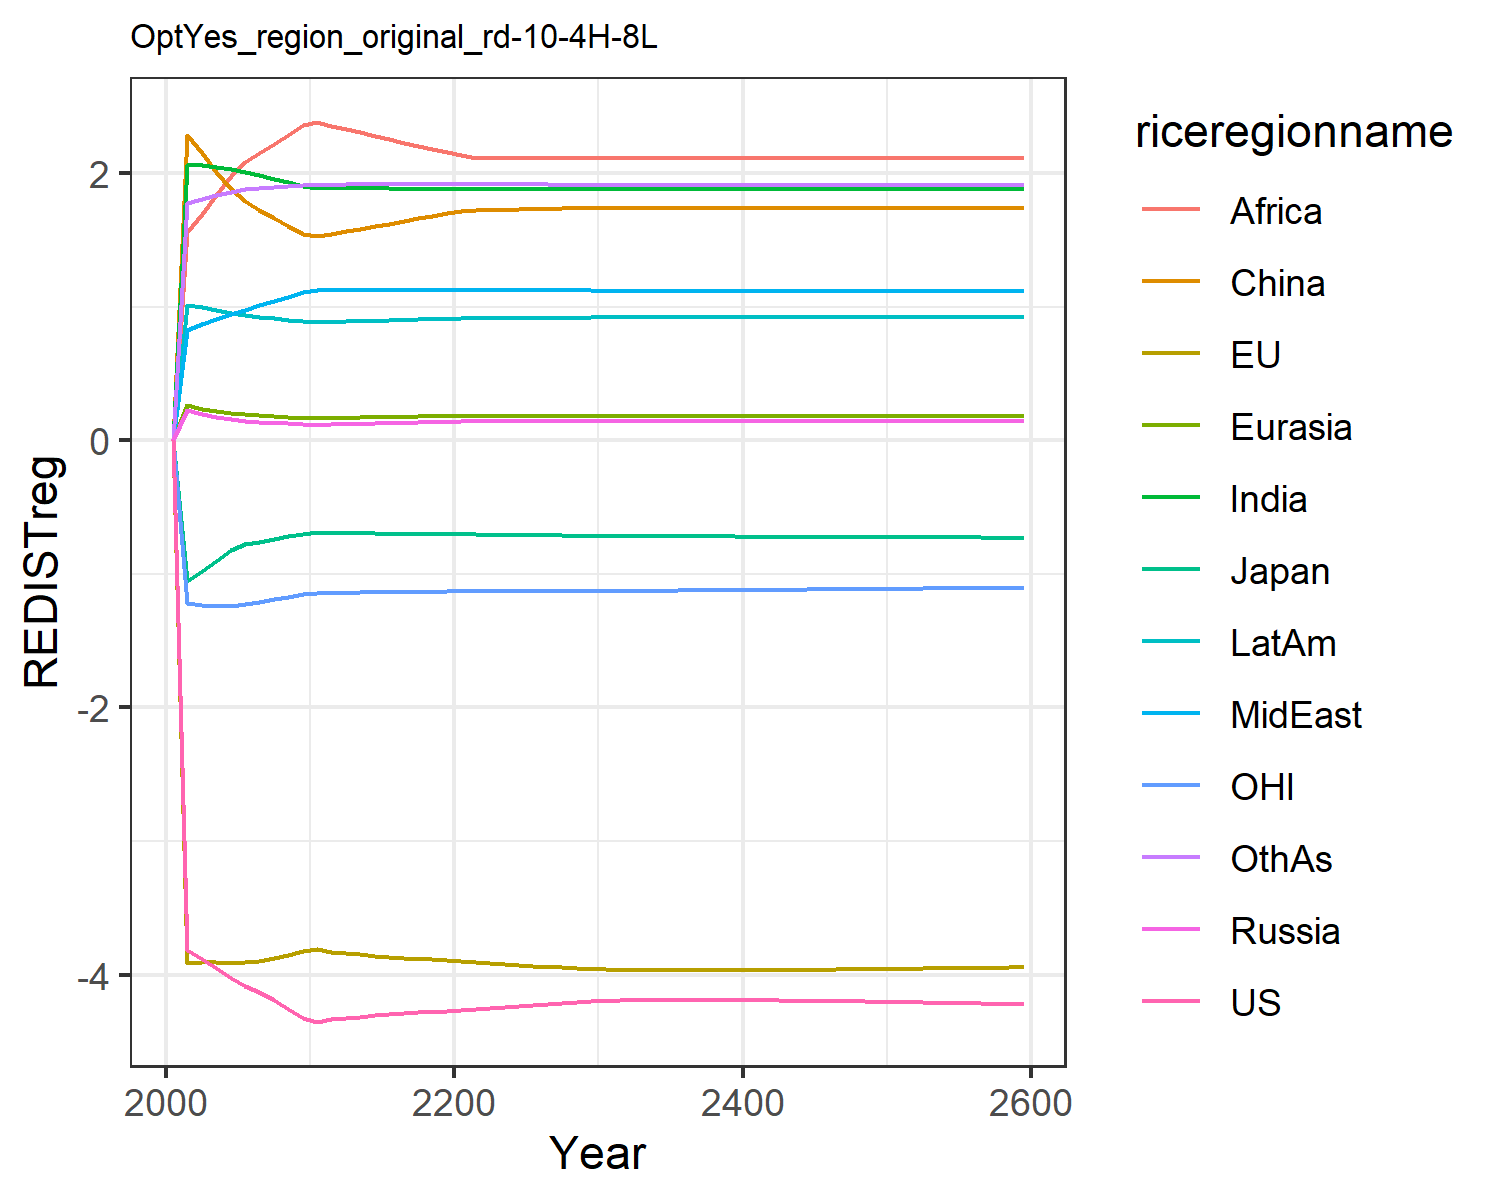 OptYes_region_original_rd-10-4H-8L
REDISTreg
2
0
-2
-4
2000
2200
2400
2600
Year
riceregionname
Africa
China
EU
Eurasia
India
Japan
LatAm
MidEast
OHI
OthAs
Russia
US